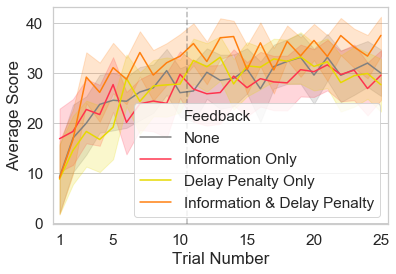 40
30
20
10
0
Average Score
Feedback
None
Information Only
Delay Penalty Only
Information & Delay Penalty
1 5 10 15 20 25
Trial Number